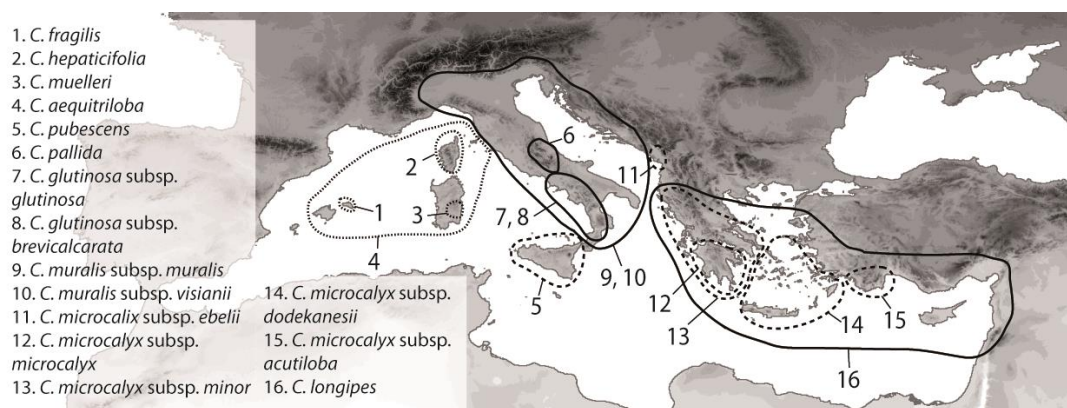 1. C. fragilis
2. C. hepaticifolia
3. C. muelleri
4. C. aequitriloba
5. C. pubescens
6. C. pallida
7. C. glutinosa subsp.
glutinosa
8. C. glutinosa subsp.
brevicalcarata
9. C. muralis subsp. muralis
10. C. muralis subsp. visianii
11. C. microcalix subsp. ebelii
12. C. microcalyx subsp.
microcalyx
13. C. microcalyx subsp. minor
14. C. microcalyx subsp.
dodekanesii
15. C. microcalyx subsp.
acutiloba
16. C. longipes
6
2
11
1
3
7, 8
4
9, 10
5
12
13
14
15
16